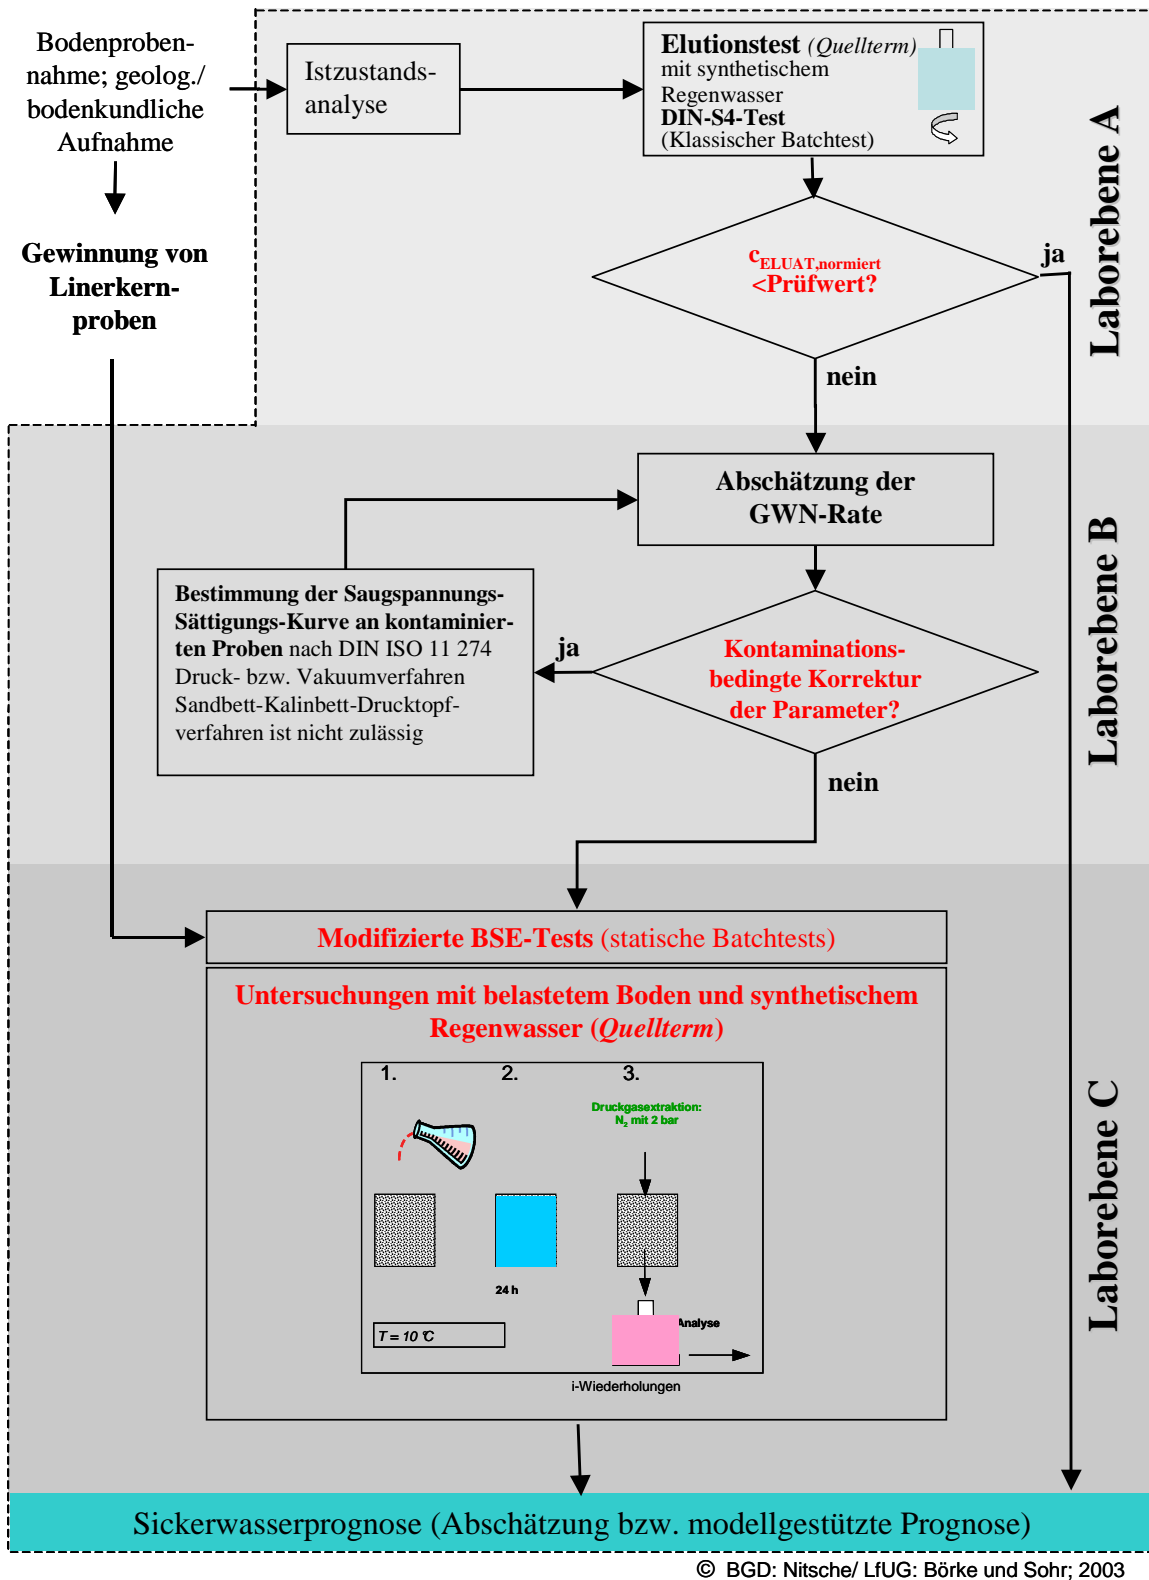 Bodenproben-
nahme; geolog./
bodenkundliche
Aufnahme
Istzustands-
analyse
Elutionstest (Quellterm)
mit synthetischem
Regenwasser
DIN-S4-Test
(Klassischer Batchtest)
Laborebene A
Gewinnung von
Linerkern-
proben
cELUAT,normiert
<Prüfwert?
ja
nein
Abschätzung der
GWN-Rate
Laborebene B
Bestimmung der Saugspannungs-
Sättigungs-Kurve an kontaminier-
ten Proben nach DIN ISO 11 274
Druck- bzw. Vakuumverfahren
Sandbett-Kalinbett-Drucktopf-
verfahren ist nicht zulässig
ja
Kontaminations-
bedingte Korrektur
der Parameter?
nein
Modifizierte BSE-Tests (statische Batchtests)
Untersuchungen mit belastetem Boden und synthetischem
Regenwasser (Quellterm)
1. 2. 3.
Druckgasextraktion:
N2 mit 2 bar
24 h
T = 10 °C
Analyse
i-Wiederholungen
Laborebene C
Sickerwasserprognose (Abschätzung bzw. modellgestützte Prognose)
© BGD: Nitsche/ LfUG: Börke und Sohr; 2003